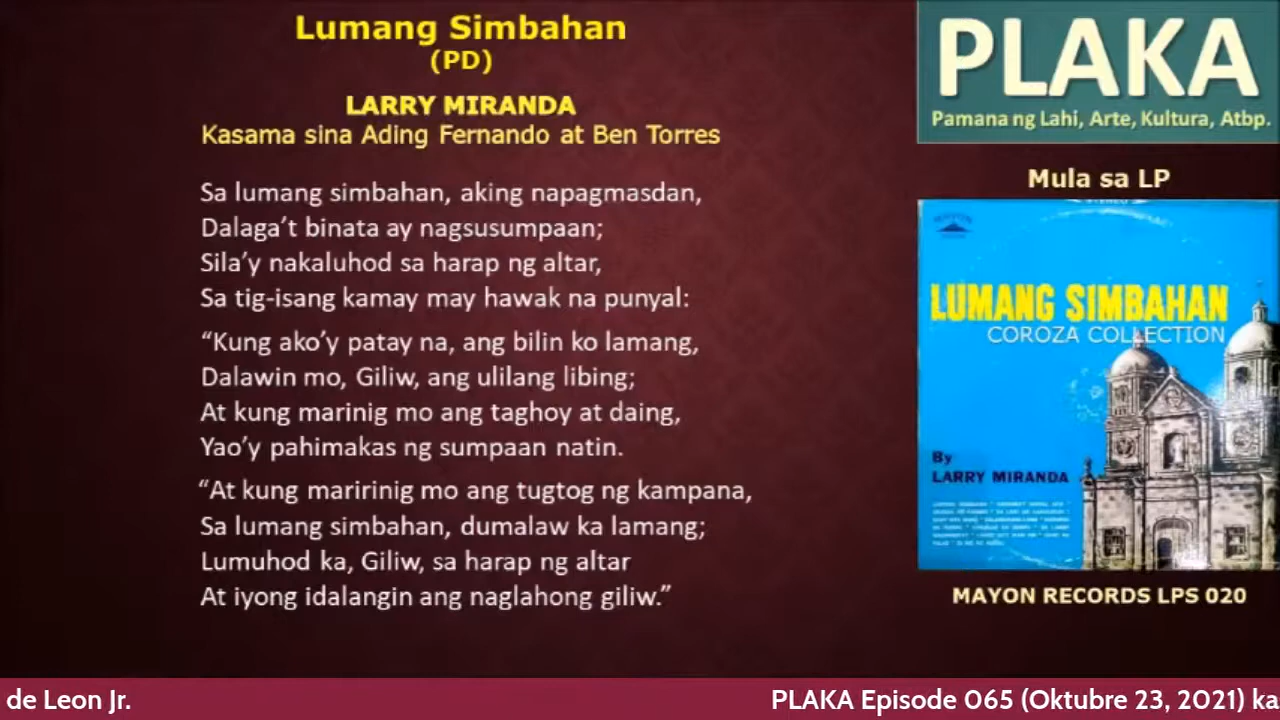 Lumang Simbahan
(PD)
LARRY MIRANDA
Kasama sina Ading Fernando at Ben Torres
Sa lumang simbahan, aking napagmasdan,
Dalaga’t binata ay nagsusumpaan;
Sila’y nakaluhod sa harap ng altar,
Sa tig-isang kamay may hawak na punyal:
“Kung ako’y patay na, ang bilin ko lamang,
Dalawin mo, Giliw, ang ulilang libing;
At kung marinig mo ang taghoy at daing,
Yao’y pahimakas ng sumpaan natin.
“At kung maririnig mo ang tugtog ng kampana,
Sa lumang simbahan, dumalaw ka lamang;
Lumuhod ka, Giliw, sa harap ng altar
At iyong idalangin ang naglahong giliw.”
PLAKA
Pamana ng Lahi, Arte, Kultura, Atbp.
Mula sa LP
STEREO
LUMANG SIMBAHAN
COROZA COLLECTION
By
LARRY MIRANDA
MAYON RECORDS LPS 020
de Leon Jr.
PLAKA Episode 065 (Oktubre 23, 2021) ka